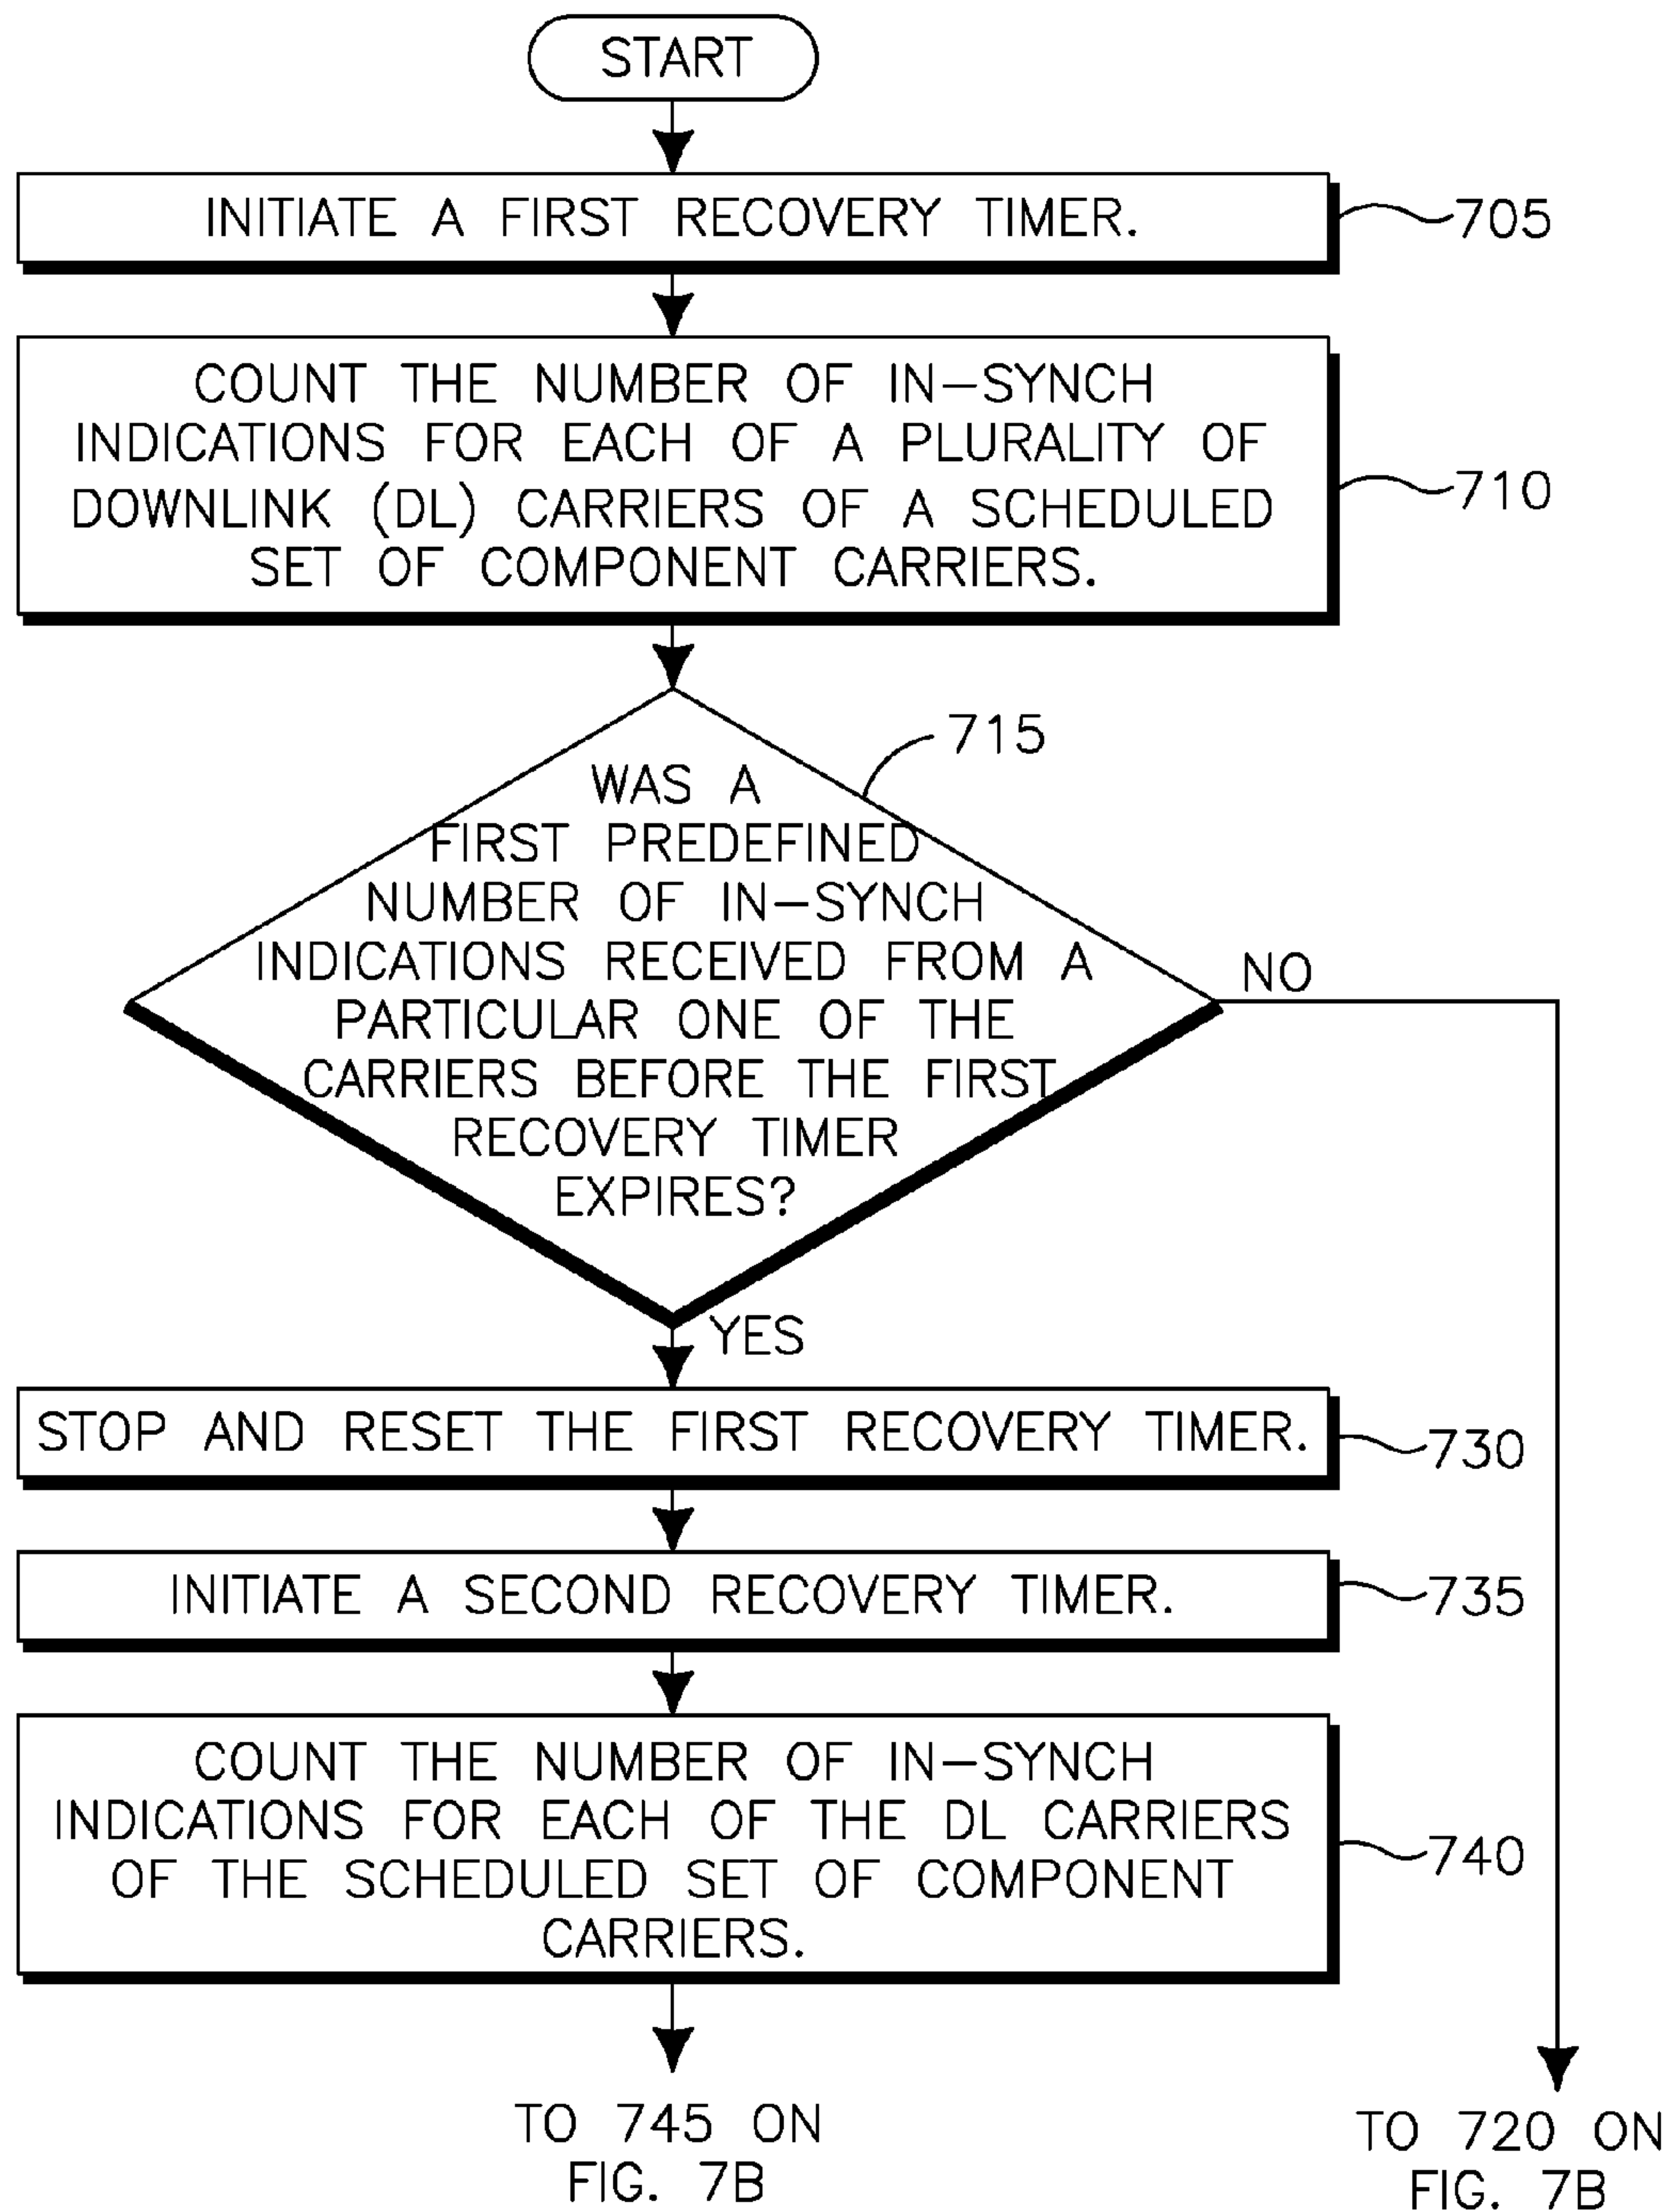 START
INITIATE A FIRST RECOVERY TIMER.
705
COUNT THE NUMBER OF IN-SYNCH
INDICATIONS FOR EACH OF A PLURALITY OF
DOWNLINK (DL) CARRIERS OF A SCHEDULED
SET OF COMPONENT CARRIERS.
710
715
WAS A
FIRST PREDEFINED
NUMBER OF IN-SYNCH
INDICATIONS RECEIVED FROM A
PARTICULAR ONE OF THE
CARRIERS BEFORE THE FIRST
RECOVERY TIMER
EXPIRES?
NO
YES
STOP AND RESET THE FIRST RECOVERY TIMER.
730
INITIATE A SECOND RECOVERY TIMER.
735
COUNT THE NUMBER OF IN-SYNCH
INDICATIONS FOR EACH OF THE DL CARRIERS
OF THE SCHEDULED SET OF COMPONENT
CARRIERS.
740
TO 745 ON
FIG. 7B
TO 720 ON
FIG. 7B